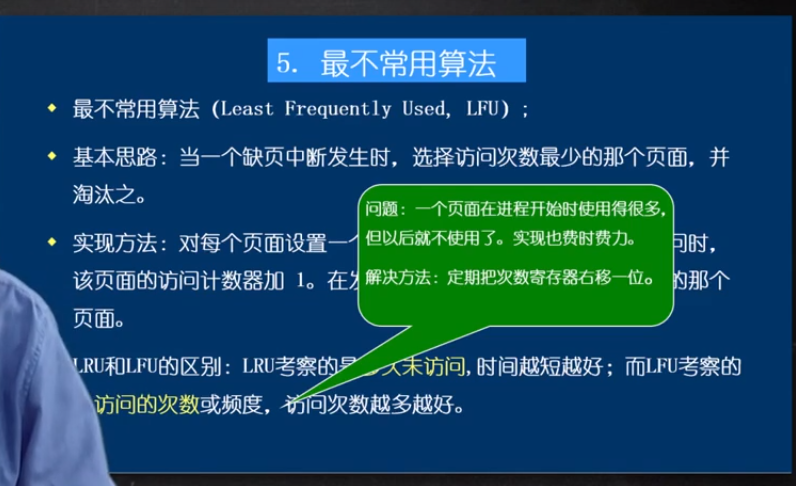 5. 最不常用算法
最不常用算法（Least Frequently Used, LFU）;
基本思路：当一个缺页中断发生时，选择访问次数最少的那个页面，并
淘汰之。
实现方法：对每个页面设置一个
问时，
该页面的访问计数器加 1。在发
的那个
页面。
问题：一个页面在进程开始时使用得很多，
但以后就不使用了。实现也费时费力。
解决方法：定期把次数寄存器右移一位。
LRU和LFU的区别：LRU考察的是多久未访问,时间越短越好；而LFU考察的
访问的次数或频度，访问次数越多越好。